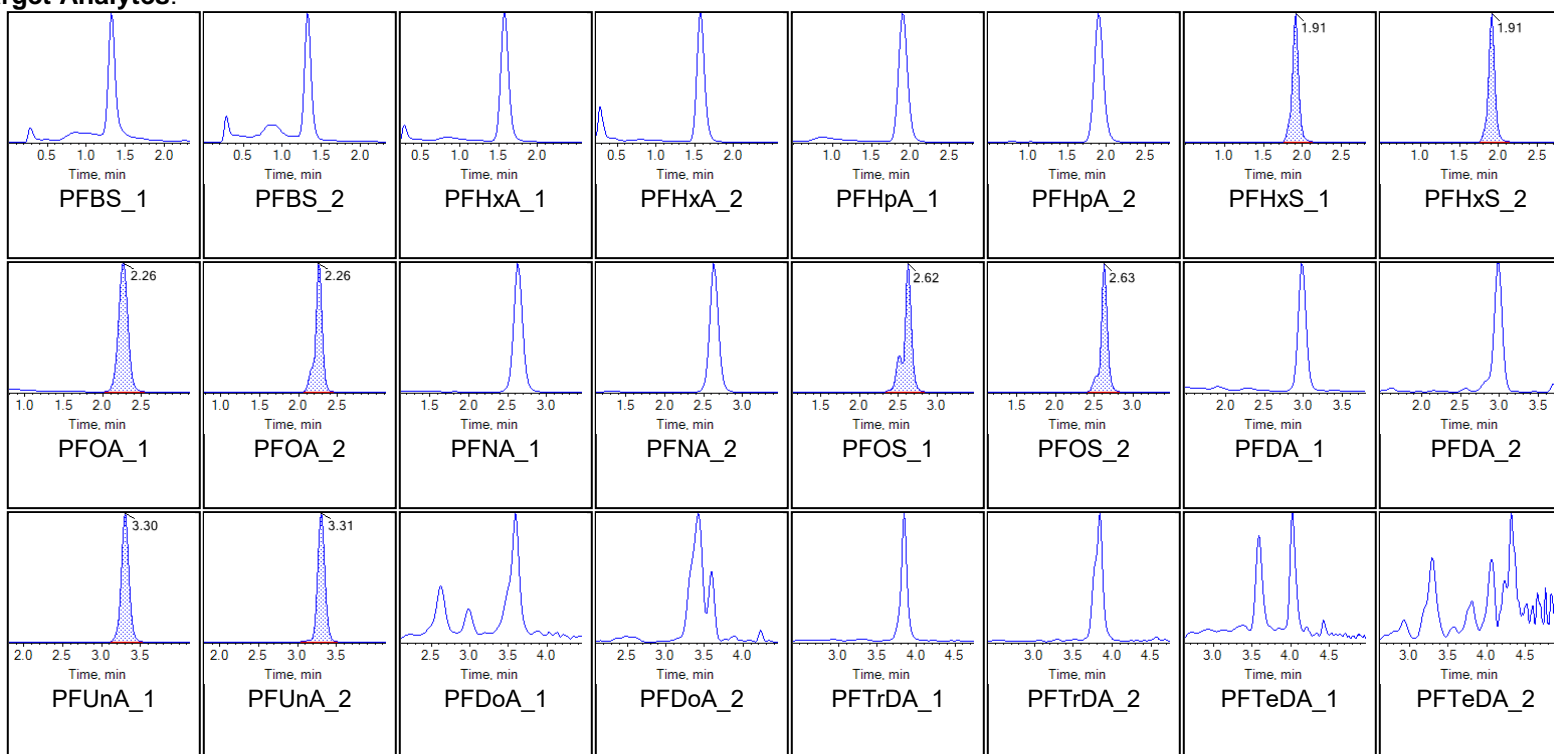 rget Analytes:
1.91 1.91
0.5 1.0 1.5 2.0 0.5 1.0 1.5 2.0 0.5 1.0 1.5 2.0 0.5 1.0 1.5 2.0 1.0 1.5 2.0 2.5 1.0 1.5 2.0 2.5 1.0 1.5 2.0 2.5 1.0 1.5 2.0 2.5
Time, min Time, min Time, min Time, min Time, min Time, min Time, min Time, min
PFBS_1 PFBS_2 PFHxA_1 PFHxA_2 PFHpA_1 PFHpA_2 PFHxS_1 PFHxS_2
2.26 2.26 2.62 2.63
1.0 1.5 2.0 2.5 1.0 1.5 2.0 2.5 1.5 2.0 2.5 3.0 1.5 2.0 2.5 3.0 1.5 2.0 2.5 3.0 1.5 2.0 2.5 3.0 2.0 2.5 3.0 3.5 2.0 2.5 3.0 3.5
Time, min Time, min Time, min Time, min Time, min Time, min Time, min Time, min
PFOA_1 PFOA_2 PFNA_1 PFNA_2 PFOS_1 PFOS_2 PFDA_1 PFDA_2
3.30 3.31
2.0 2.5 3.0 3.5 2.0 2.5 3.0 3.5 2.5 3.0 3.5 4.0 2.5 3.0 3.5 4.0 3.0 3.5 4.0 4.5 3.0 3.5 4.0 4.5 3.0 3.5 4.0 4.5 3.0 3.5 4.0 4.5
Time, min Time, min Time, min Time, min Time, min Time, min Time, min Time, min
PFUnA_1 PFUnA_2 PFDoA_1 PFDoA_2 PFTrDA_1 PFTrDA_2 PFTeDA_1 PFTeDA_2